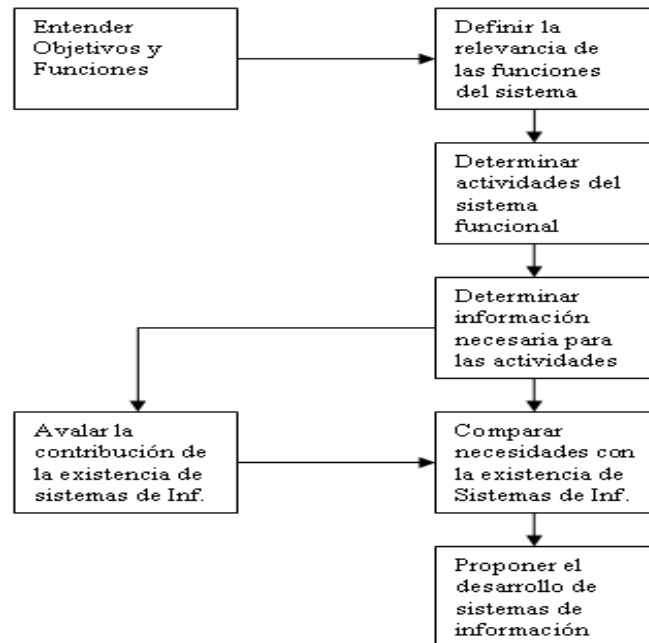 Entender
Objetivos y
Funciones
Definir la
relevancia de
las funciones
del sistema
Determinar
actividades del
sistema
funcional
Determinar
información
necesaria para
las actividades
Avalar la
contribución de
la existencia de
sistemas de Inf.
Comparar
necesidades con
la existencia de
Sistemas de Inf.
Proponer el
desarrollo de
sistemas de
información